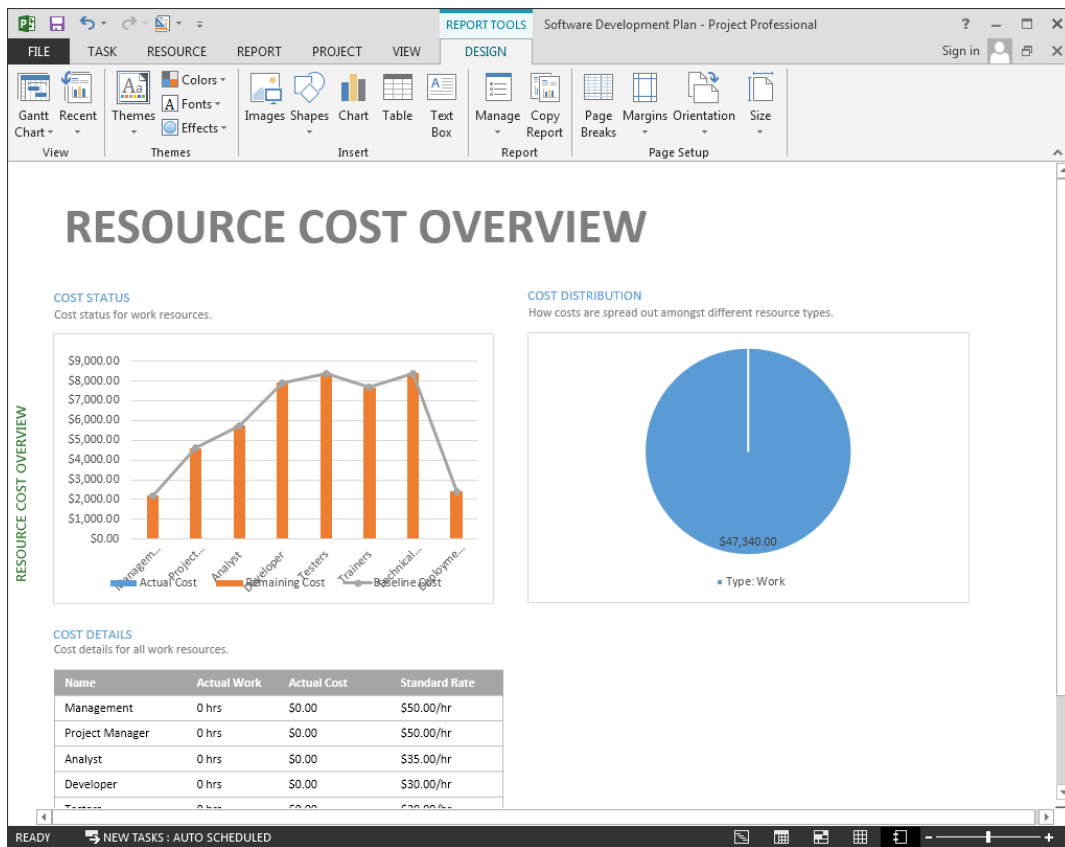 REPORT TOOLS Software Development Plan - Project Professional ?
FILE TASK RESOURCE REPORT PROJECT VIEW DESIGN Sign in
Gantt Chart Recent Themes Aa Colors A Fonts Effects Images Shapes Chart Table A Text Box Manage Copy Report Page Breaks Margins Orientation Size
View Themes Insert Report Page Setup
RESOURCE COST OVERVIEW
RESOURCE COST OVERVIEW
COST STATUS
Cost status for work resources.
$9,000.00
$8,000.00
$7,000.00
$6,000.00
$5,000.00
$4,000.00
$3,000.00
$2,000.00
$1,000.00
$0.00
Managem...
Project...
Analyst
Developer
Testers
Trainers
Technical...
Deployme...
Actual Cost Remaining Cost Baseline Cost
COST DISTRIBUTION
How costs are spread out amongst different resource types.
$47,340.00
Type: Work
COST DETAILS
Cost details for all work resources.
Name Actual Work Actual Cost Standard Rate
Management 0 hrs $0.00 $50.00/hr
Project Manager 0 hrs $0.00 $50.00/hr
Analyst 0 hrs $0.00 $35.00/hr
Developer 0 hrs $0.00 $30.00/hr
READY NEW TASKS : AUTO SCHEDULED